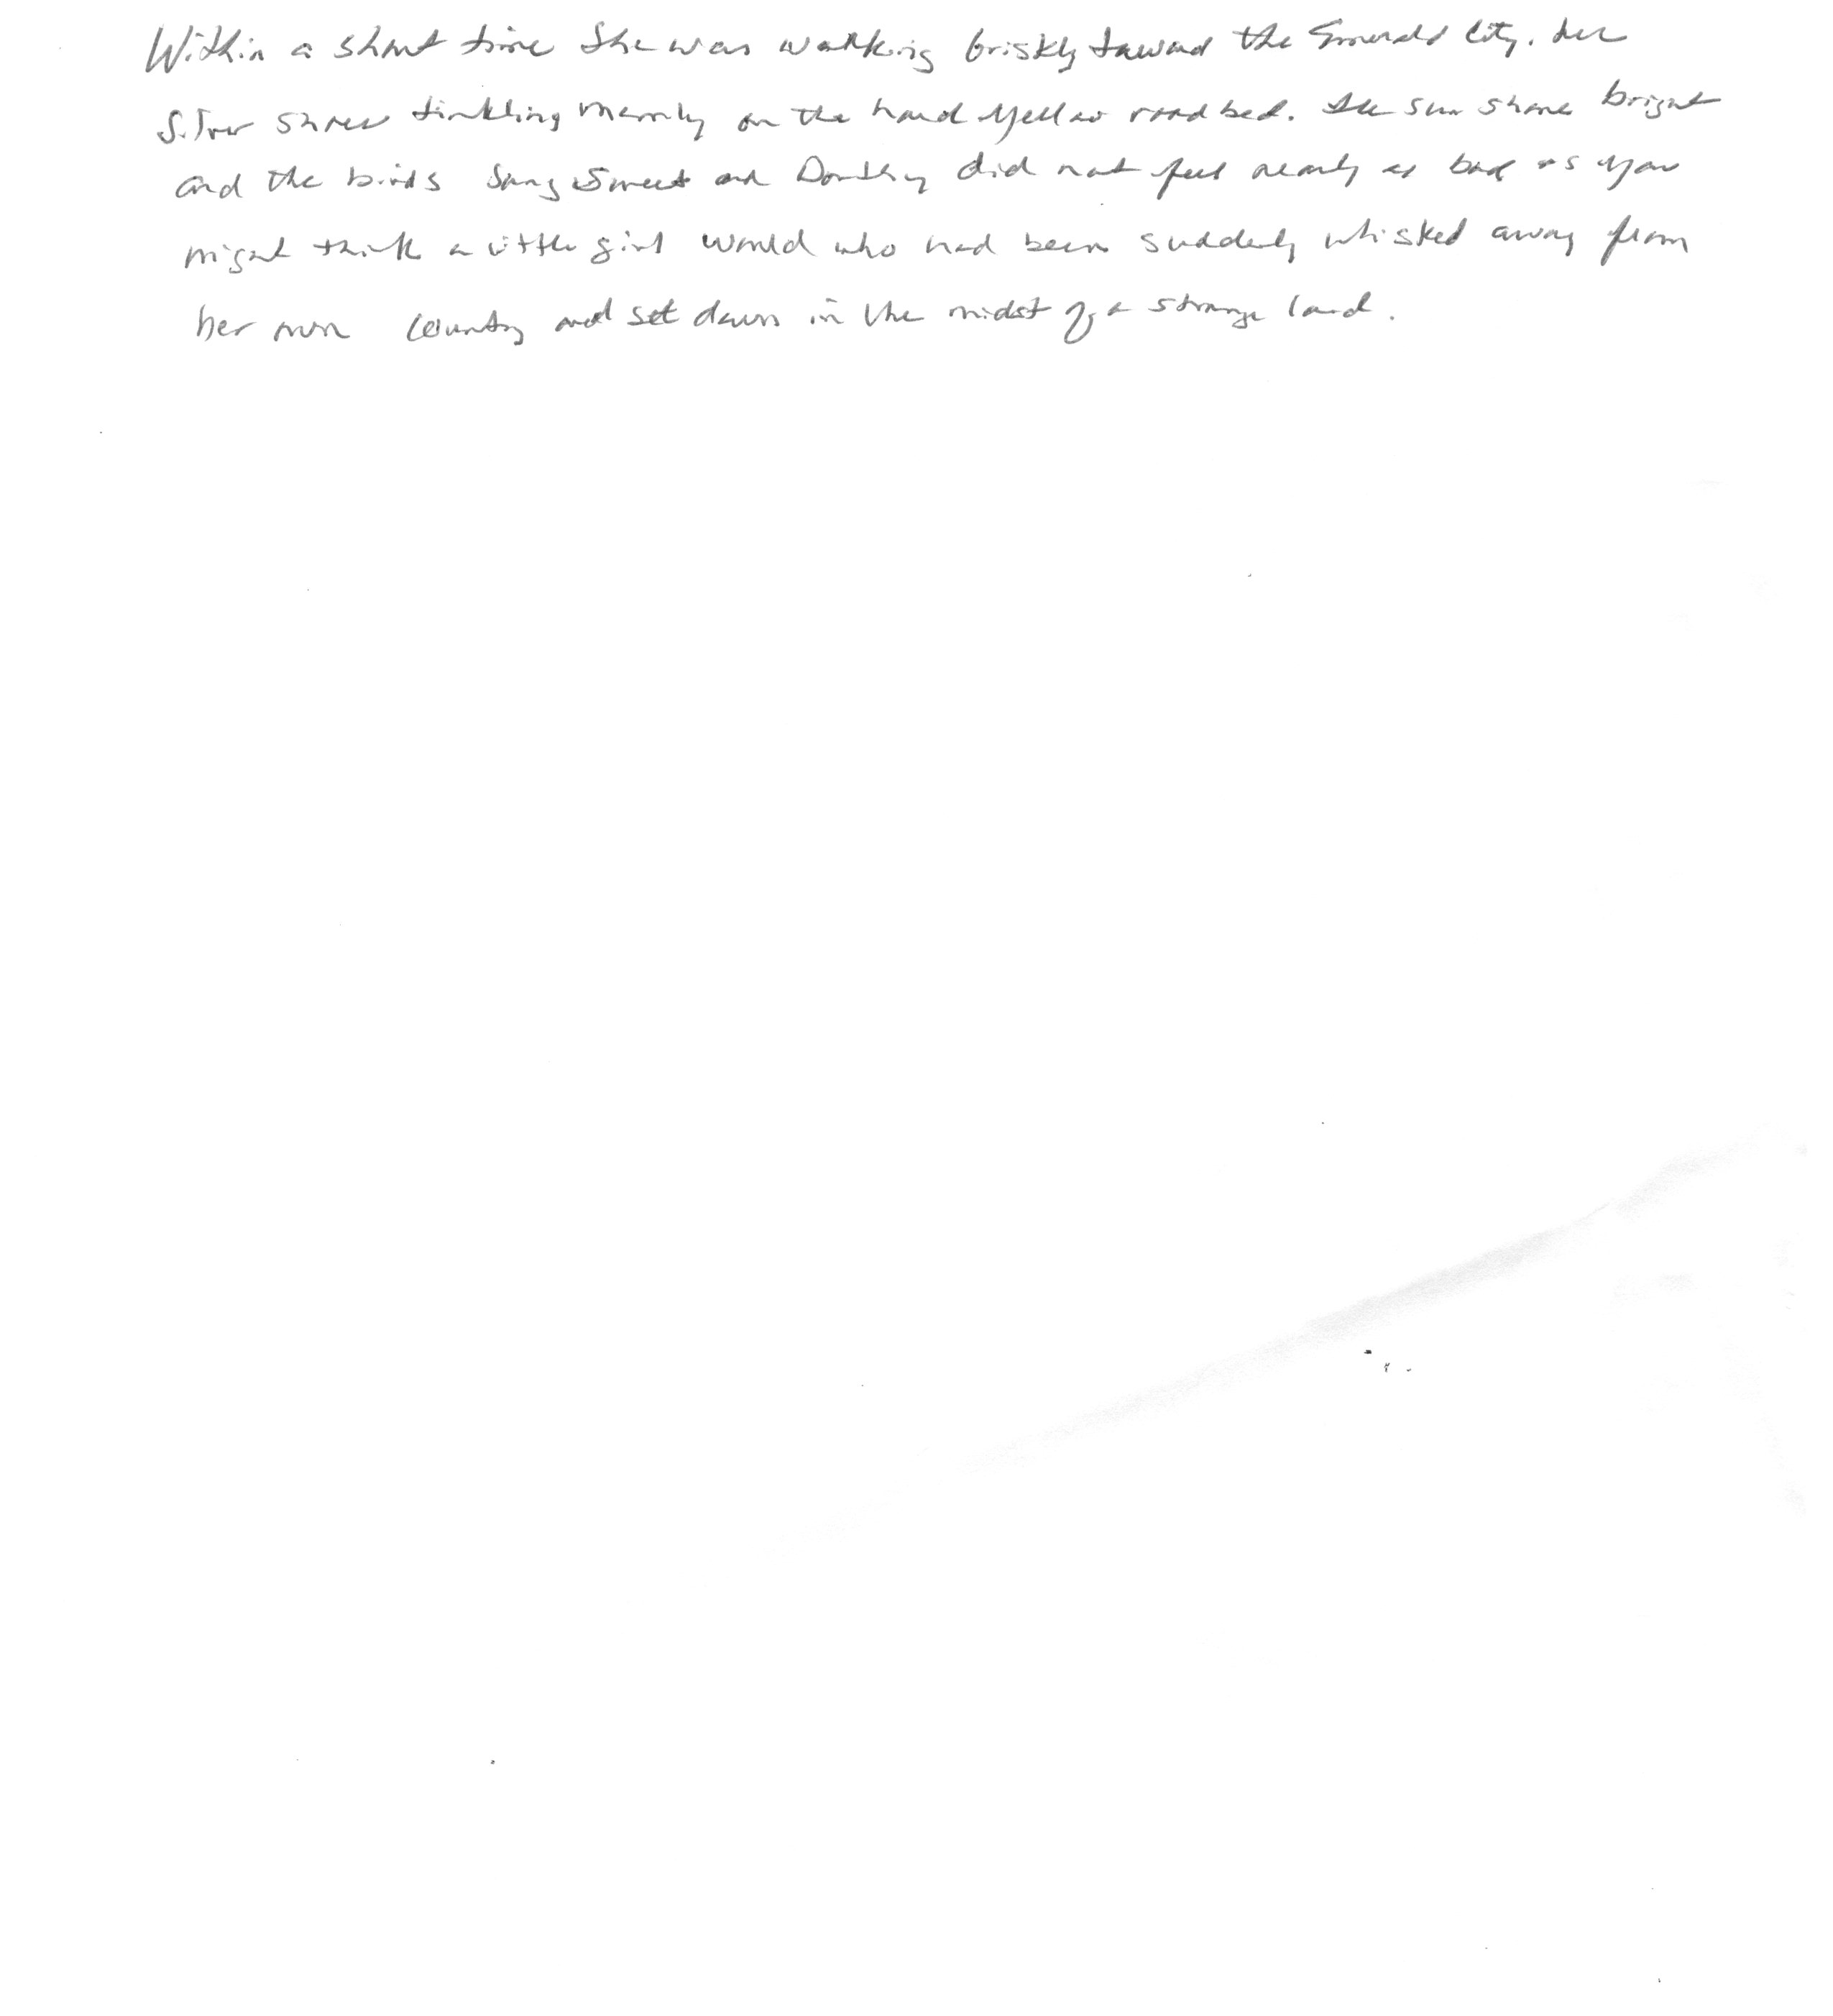 Within a short time she was walking briskly toward the Emerald City. her
Silver shoes tinkling merrily on the hard yellow road bed. The sun shone bright
and the birds sang sweet and Dorothy did not feel nearly as bad as you
might think a little girl would who had been suddenly whisked away from
her own country and set down in the midst of a strange land.